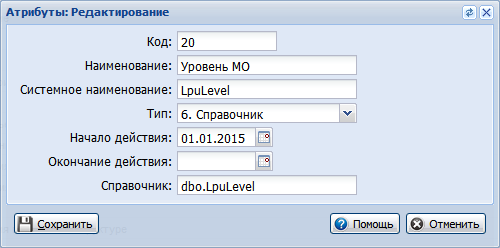 Атрибуты: Редактирование
Код: 20
Наименование: Уровень МО
Системное наименование: LpuLevel
Тип: 6. Справочник
Начало действия: 01.01.2015
Окончание действия:
Справочник: dbo.LpuLevel
Сохранить Помощь Отменить